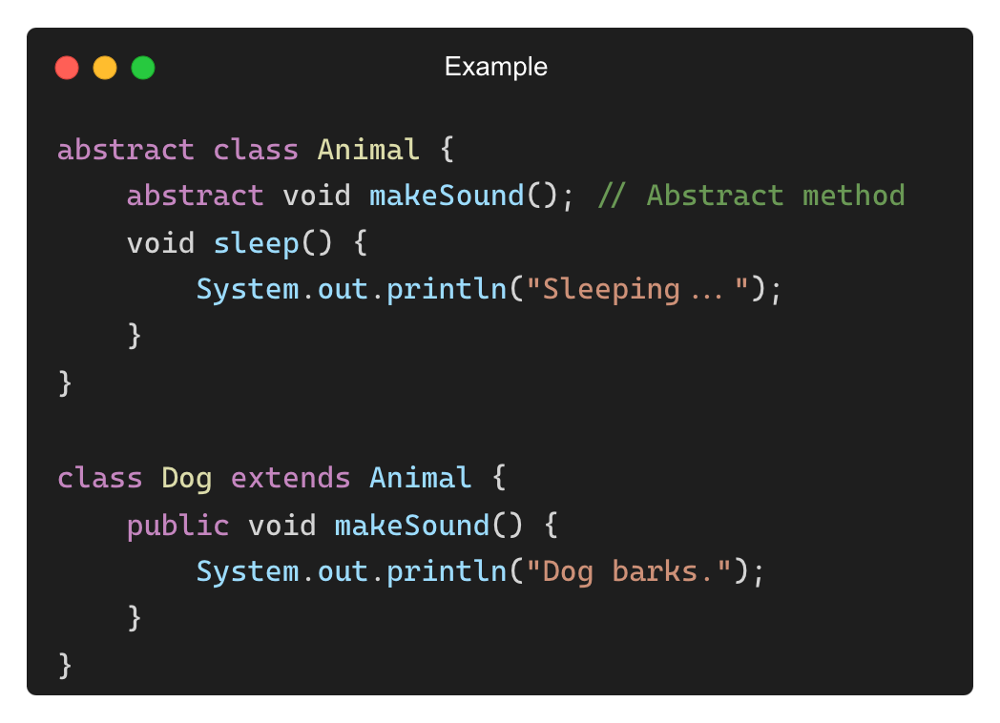 Example
abstract class Animal {
    abstract void makeSound(); // Abstract method
    void sleep() {
        System.out.println("Sleeping...");
    }
}

class Dog extends Animal {
    public void makeSound() {
        System.out.println("Dog barks.");
    }
}